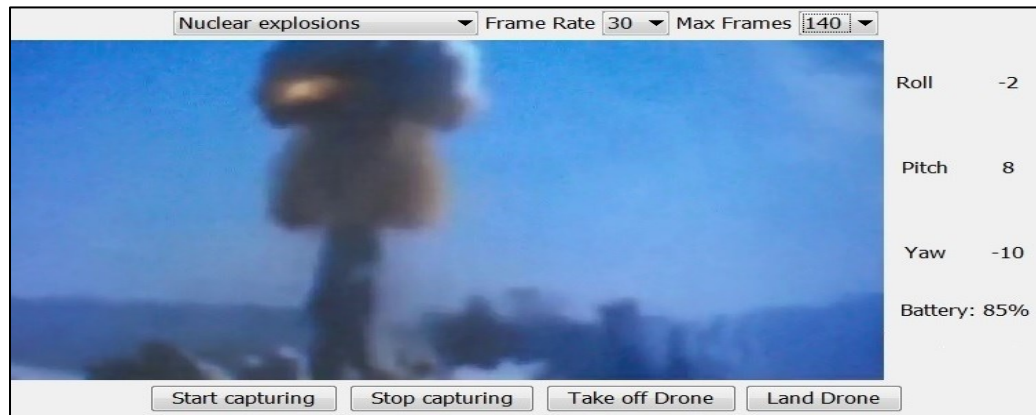 Nuclear explosions Frame Rate 30 Max Frames 140
Roll -2
Pitch 8
Yaw -10
Battery: 85%
Start capturing Stop capturing Take off Drone Land Drone